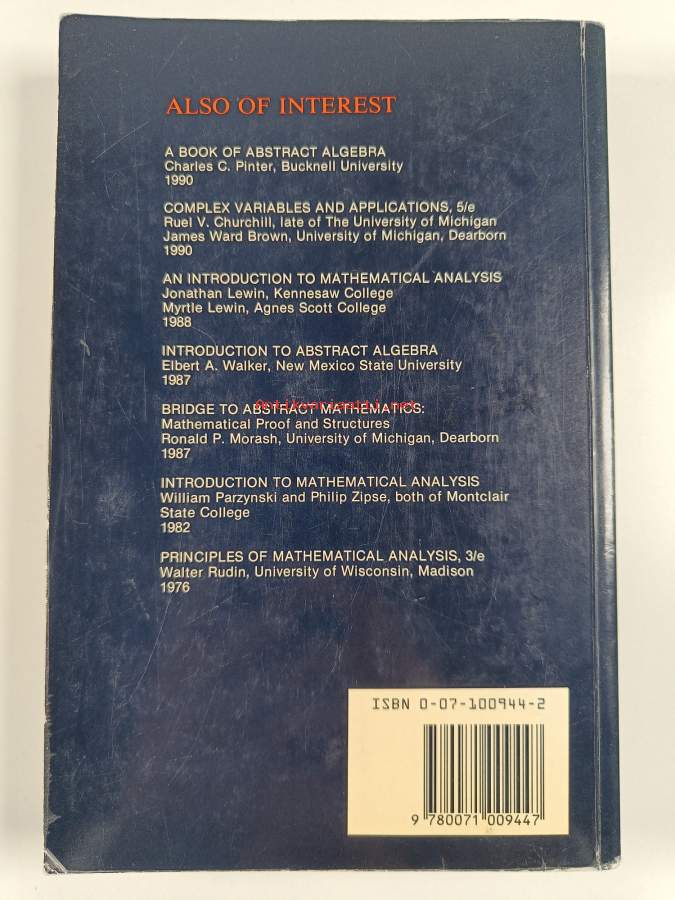 ALSO OF INTEREST
A BOOK OF ABSTRACT ALGEBRA
Charles C. Pinter, Bucknell University
1990
COMPLEX VARIABLES AND APPLICATIONS, 5/e
Ruel V. Churchill, late of The University of Michigan
James Ward Brown, University of Michigan, Dearborn
1990
AN INTRODUCTION TO MATHEMATICAL ANALYSIS
Jonathan Lewin, Kennesaw College
Myrtle Lewin, Agnes Scott College
1988
INTRODUCTION TO ABSTRACT ALGEBRA
Elbert A. Walker, New Mexico State University
1987
Antikvariaatti.net
BRIDGE TO ABSTRACT MATHEMATICS:
Mathematical Proof and Structures
Ronald P. Morash, University of Michigan, Dearborn
1987
INTRODUCTION TO MATHEMATICAL ANALYSIS
William Parzynski and Philip Zipse, both of Montclair
State College
1982
PRINCIPLES OF MATHEMATICAL ANALYSIS, 3/e
Walter Rudin, University of Wisconsin, Madison
1976
ISBN 0-07-100944-2
9 780071 009447